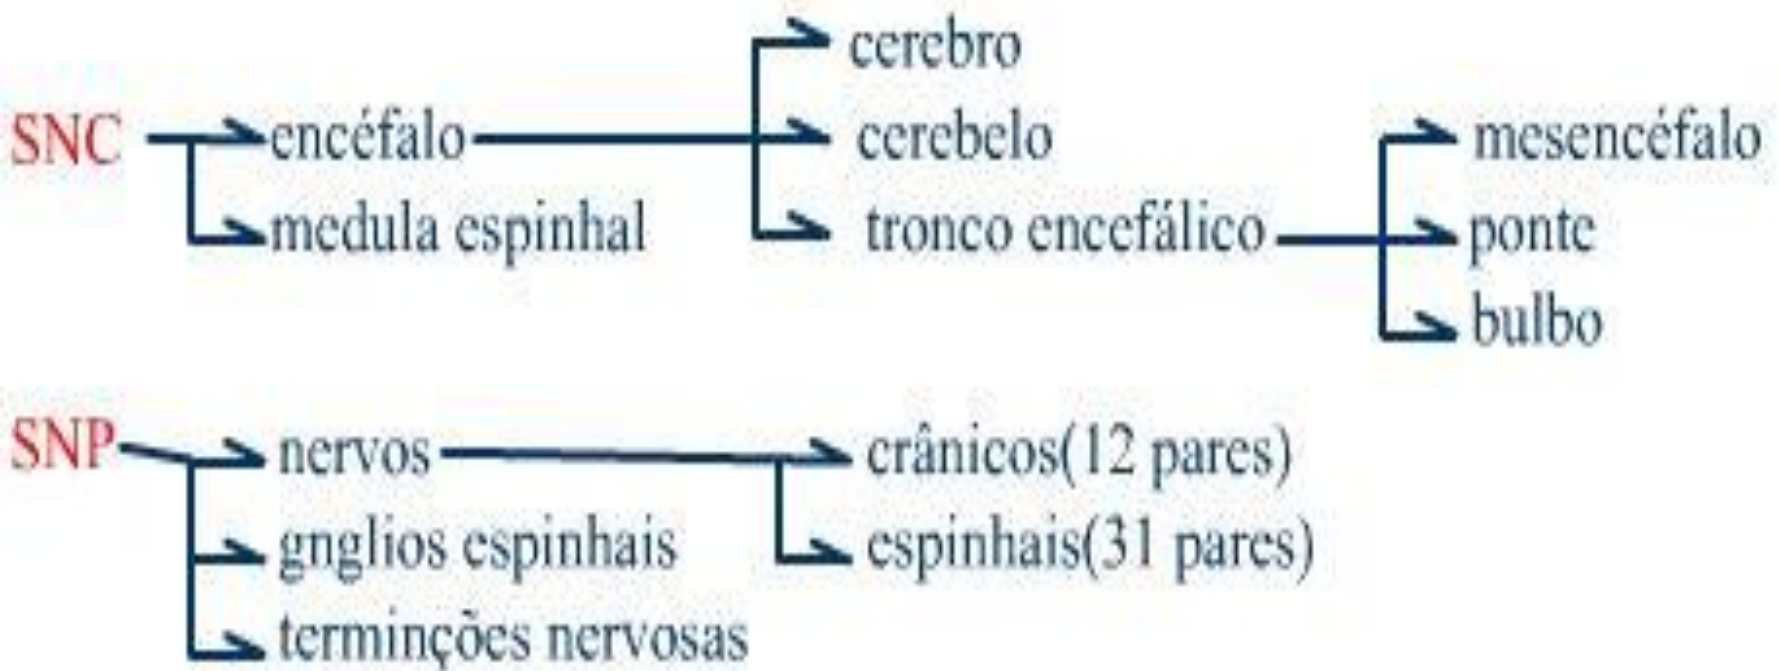 cerebro
SNC encéfalo cerebelo mesencéfalo
medula espinhal tronco encefálico ponte
bulbo
SNP nervos crânicos(12 pares)
gnglios espinhais espinhais(31 pares)
terminções nervosas